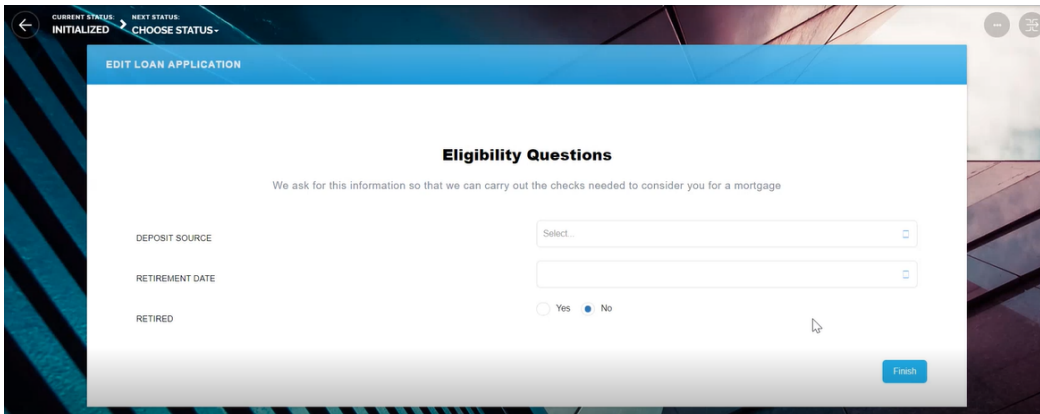 CURRENT STATUS:
INITIALIZED
NEXT STATUS:
CHOOSE STATUS
EDIT LOAN APPLICATION
Eligibility Questions
We ask for this information so that we can carry out the checks needed to consider you for a mortgage
DEPOSIT SOURCE
Select...
RETIREMENT DATE
RETIRED
Yes
No
Finish